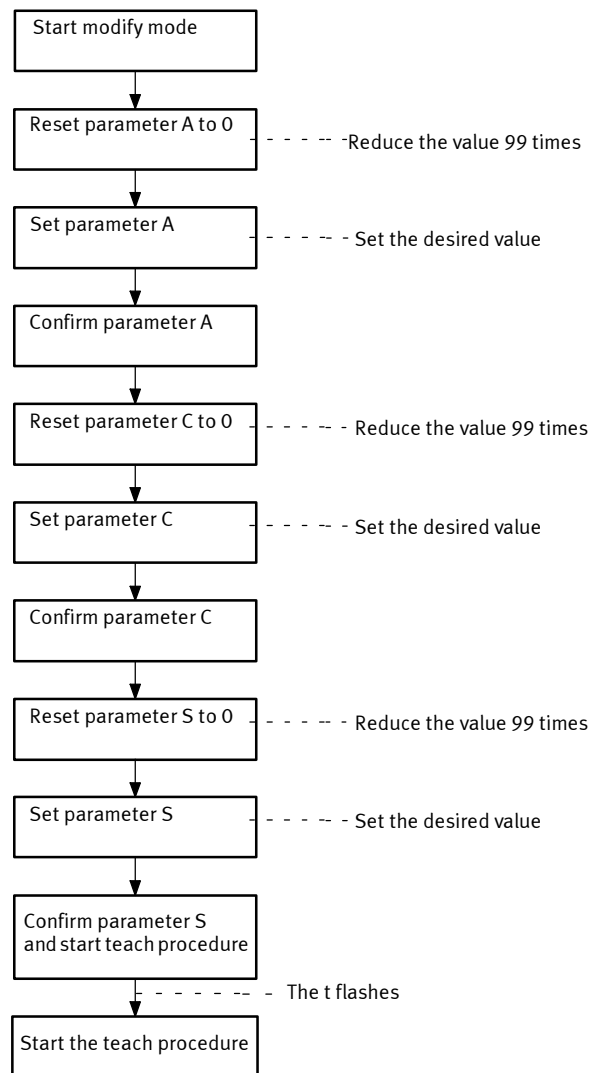 Start modify mode
Reset parameter A to 0
Reduce the value 99 times
Set parameter A
Set the desired value
Confirm parameter A
Reset parameter C to 0
Reduce the value 99 times
Set parameter C
Set the desired value
Confirm parameter C
Reset parameter S to 0
Reduce the value 99 times
Set parameter S
Set the desired value
Confirm parameter S
and start teach procedure
The t flashes
Start the teach procedure